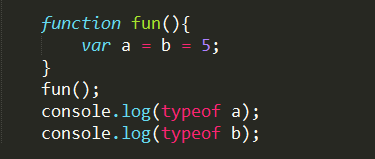 function fun(){
    var a = b = 5;
}
fun();
console.log(typeof a);
console.log(typeof b);